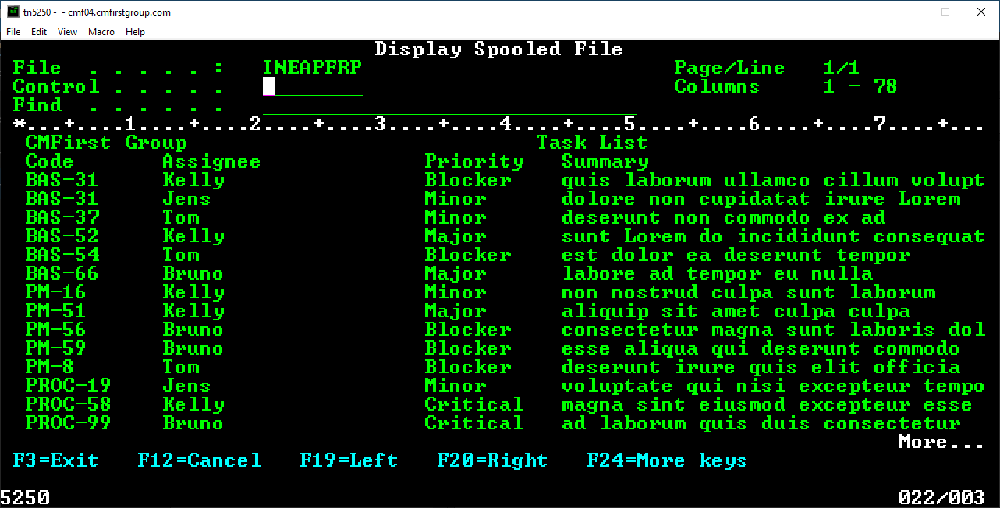 tn5250 - - cmf04.cmfirstgroup.com
File Edit View Macro Help
Display Spooled File
File . . . . . : INEAPFRP Page/Line 1/1
Control . . . . . Columns 1 - 78
Find . . . . . .
*...+....1....+....2....+....3....+....4....+....5....+....6....+....7....+...
CMFirst Group Task List
Code Assignee Priority Summary
BAS-31 Kelly Blocker quis laborum ullamco cillum volupt
BAS-31 Jens Minor dolore non cupidatat irure Lorem
BAS-37 Tom Minor deserunt non commodo ex ad
BAS-52 Kelly Major sunt Lorem do incididunt consequat
BAS-54 Tom Blocker est dolor ea deserunt tempor
BAS-66 Bruno Major labore ad tempor eu nulla
PM-16 Kelly Minor non nostrud culpa sunt laborum
PM-51 Kelly Major aliquip sit amet culpa culpa
PM-56 Bruno Blocker consectetur magna sunt laboris dol
PM-59 Bruno Blocker esse aliqua qui deserunt commodo
PM-8 Tom Blocker deserunt irure quis elit officia
PROC-19 Jens Minor voluptate qui nisi excepteur tempo
PROC-58 Kelly Critical magna sint eiusmod excepteur esse
PROC-99 Bruno Critical ad laborum quis duis consectetur
More...
F3=Exit F12=Cancel F19=Left F20=Right F24=More keys
5250 022/003